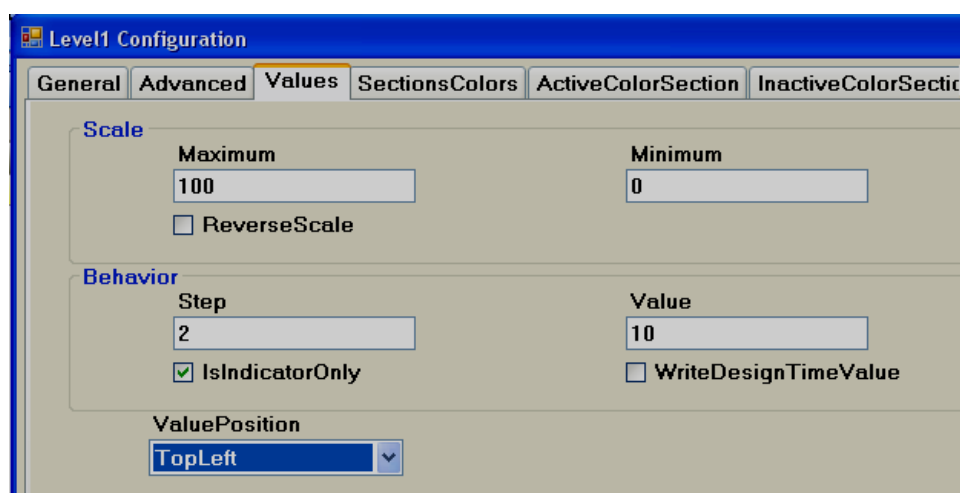 Level1 Configuration
General Advanced Values SectionsColors ActiveColorSection InactiveColorSectio
Scale
Maximum Minimum
100 0
ReverseScale
Behavior
Step Value
2 10
IsIndicatorOnly WriteDesignTimeValue
ValuePosition
TopLeft